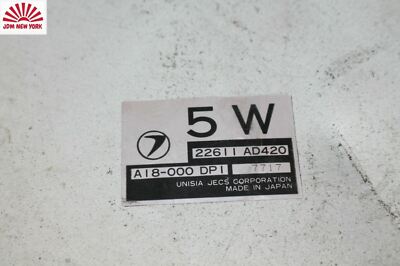 JDM NEW YORK
5 W
22611 AD420
A18-000 DP1 7717
UNISIA JECS CORPORATION
MADE IN JAPAN